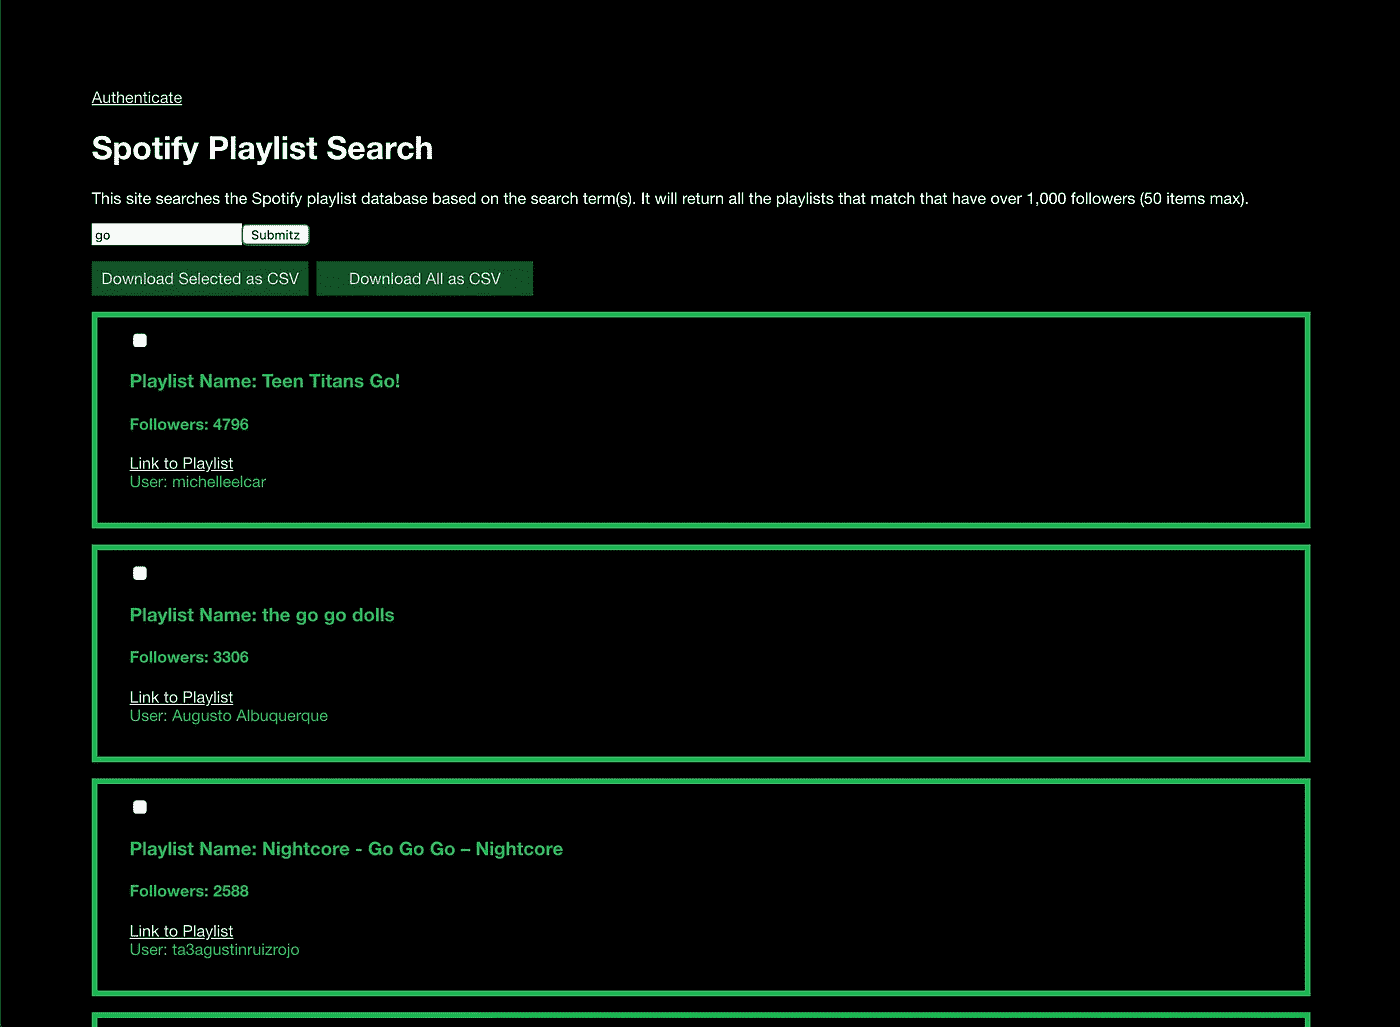 Authenticate
Spotify Playlist Search
This site searches the Spotify playlist database based on the search term(s). It will return all the playlists that match that have over 1,000 followers (50 items max).
go Submitz
Download Selected as CSV Download All as CSV
Playlist Name: Teen Titans Go!
Followers: 4796
Link to Playlist
User: michelleelcar
Playlist Name: the go go dolls
Followers: 3306
Link to Playlist
User: Augusto Albuquerque
Playlist Name: Nightcore - Go Go Go – Nightcore
Followers: 2588
Link to Playlist
User: ta3agustinruizrojo